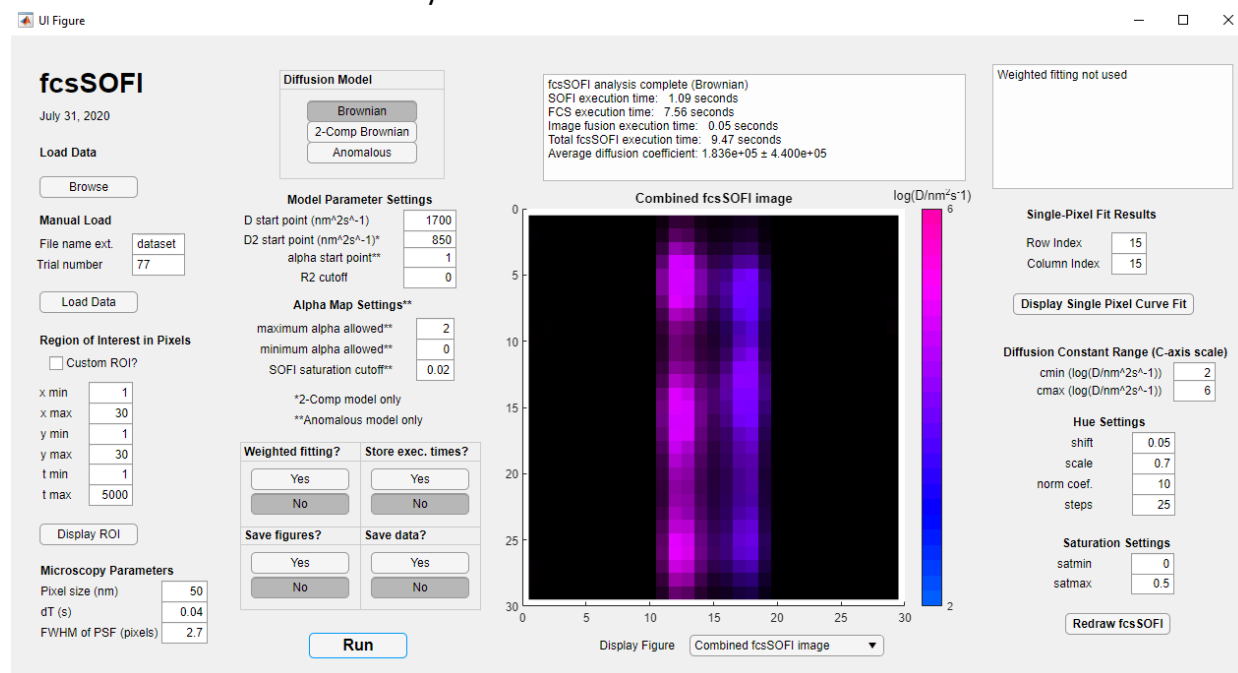 UI Figure
fcsSOFI
July 31, 2020
Load Data
Browse
Manual Load
File name ext. dataset
Trial number 77
Load Data
Region of Interest in Pixels
Custom ROI?
x min 1
x max 30
y min 1
y max 30
t min 1
t max 5000
Display ROI
Microscopy Parameters
Pixel size (nm) 50
dT (s) 0.04
FWHM of PSF (pixels) 2.7
Diffusion Model
Brownian
2-Comp Brownian
Anomalous
Model Parameter Settings
D start point (nm^2s^-1) 1700
D2 start point (nm^2s^-1)* 850
alpha start point** 1
R2 cutoff 0
Alpha Map Settings**
maximum alpha allowed** 2
minimum alpha allowed** 0
SOFI saturation cutoff** 0.02
*2-Comp model only
**Anomalous model only
Weighted fitting? Store exec. times?
Yes Yes
No No
Save figures? Save data?
Yes Yes
No No
Run
fcsSOFI analysis complete (Brownian)
SOFI execution time: 1.09 seconds
FCS execution time: 7.56 seconds
Image fusion execution time: 0.05 seconds
Total fcsSOFI execution time: 9.47 seconds
Average diffusion coefficient: 1.836e+05 ± 4.400e+05
Combined fcsSOFI image
log(D/nm²s⁻1)
0
5
10
15
20
25
30
0 5 10 15 20 25 30
6
2
Display Figure Combined fcsSOFI image
Weighted fitting not used
Single-Pixel Fit Results
Row Index 15
Column Index 15
Display Single Pixel Curve Fit
Diffusion Constant Range (C-axis scale)
cmin (log(D/nm^2s^-1)) 2
cmax (log(D/nm^2s^-1)) 6
Hue Settings
shift 0.05
scale 0.7
norm coef. 10
steps 25
Saturation Settings
satmin 0
satmax 0.5
Redraw fcsSOFI